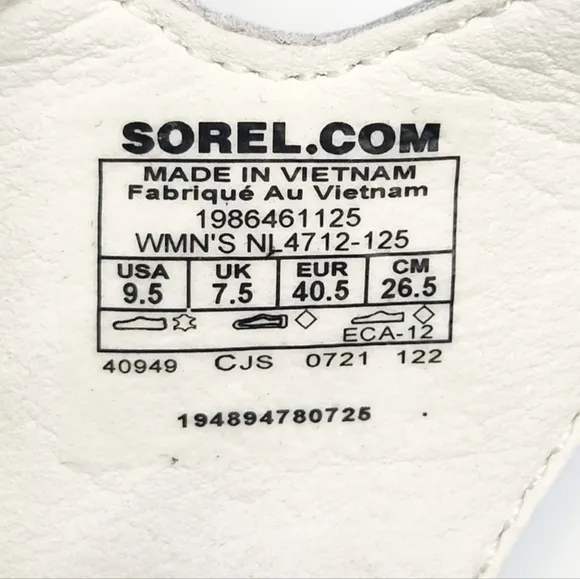 SOREL.COM
MADE IN VIETNAM
Fabriqué Au Vietnam
1986461125
WMN'S NL4712-125
USA UK EUR CM
9.5 7.5 40.5 26.5
ECA-12
40949 CJS 0721 122
194894780725